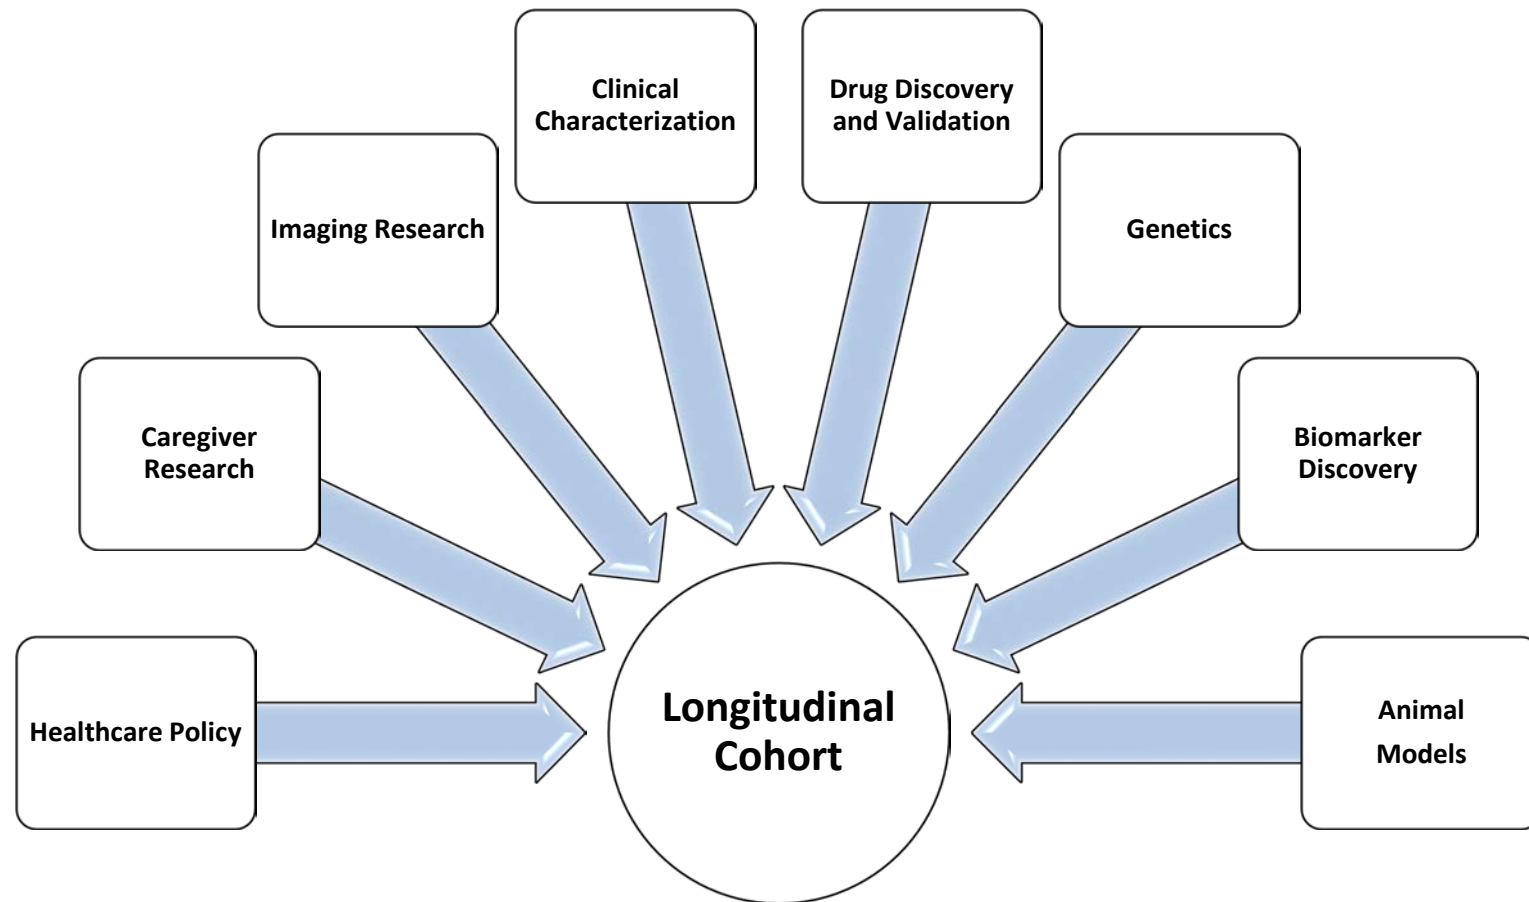 Clinical
Characterization
Drug Discovery
and Validation
Imaging Research
Genetics
Caregiver
Research
Biomarker
Discovery
Healthcare Policy
Longitudinal
Cohort
Animal
Models